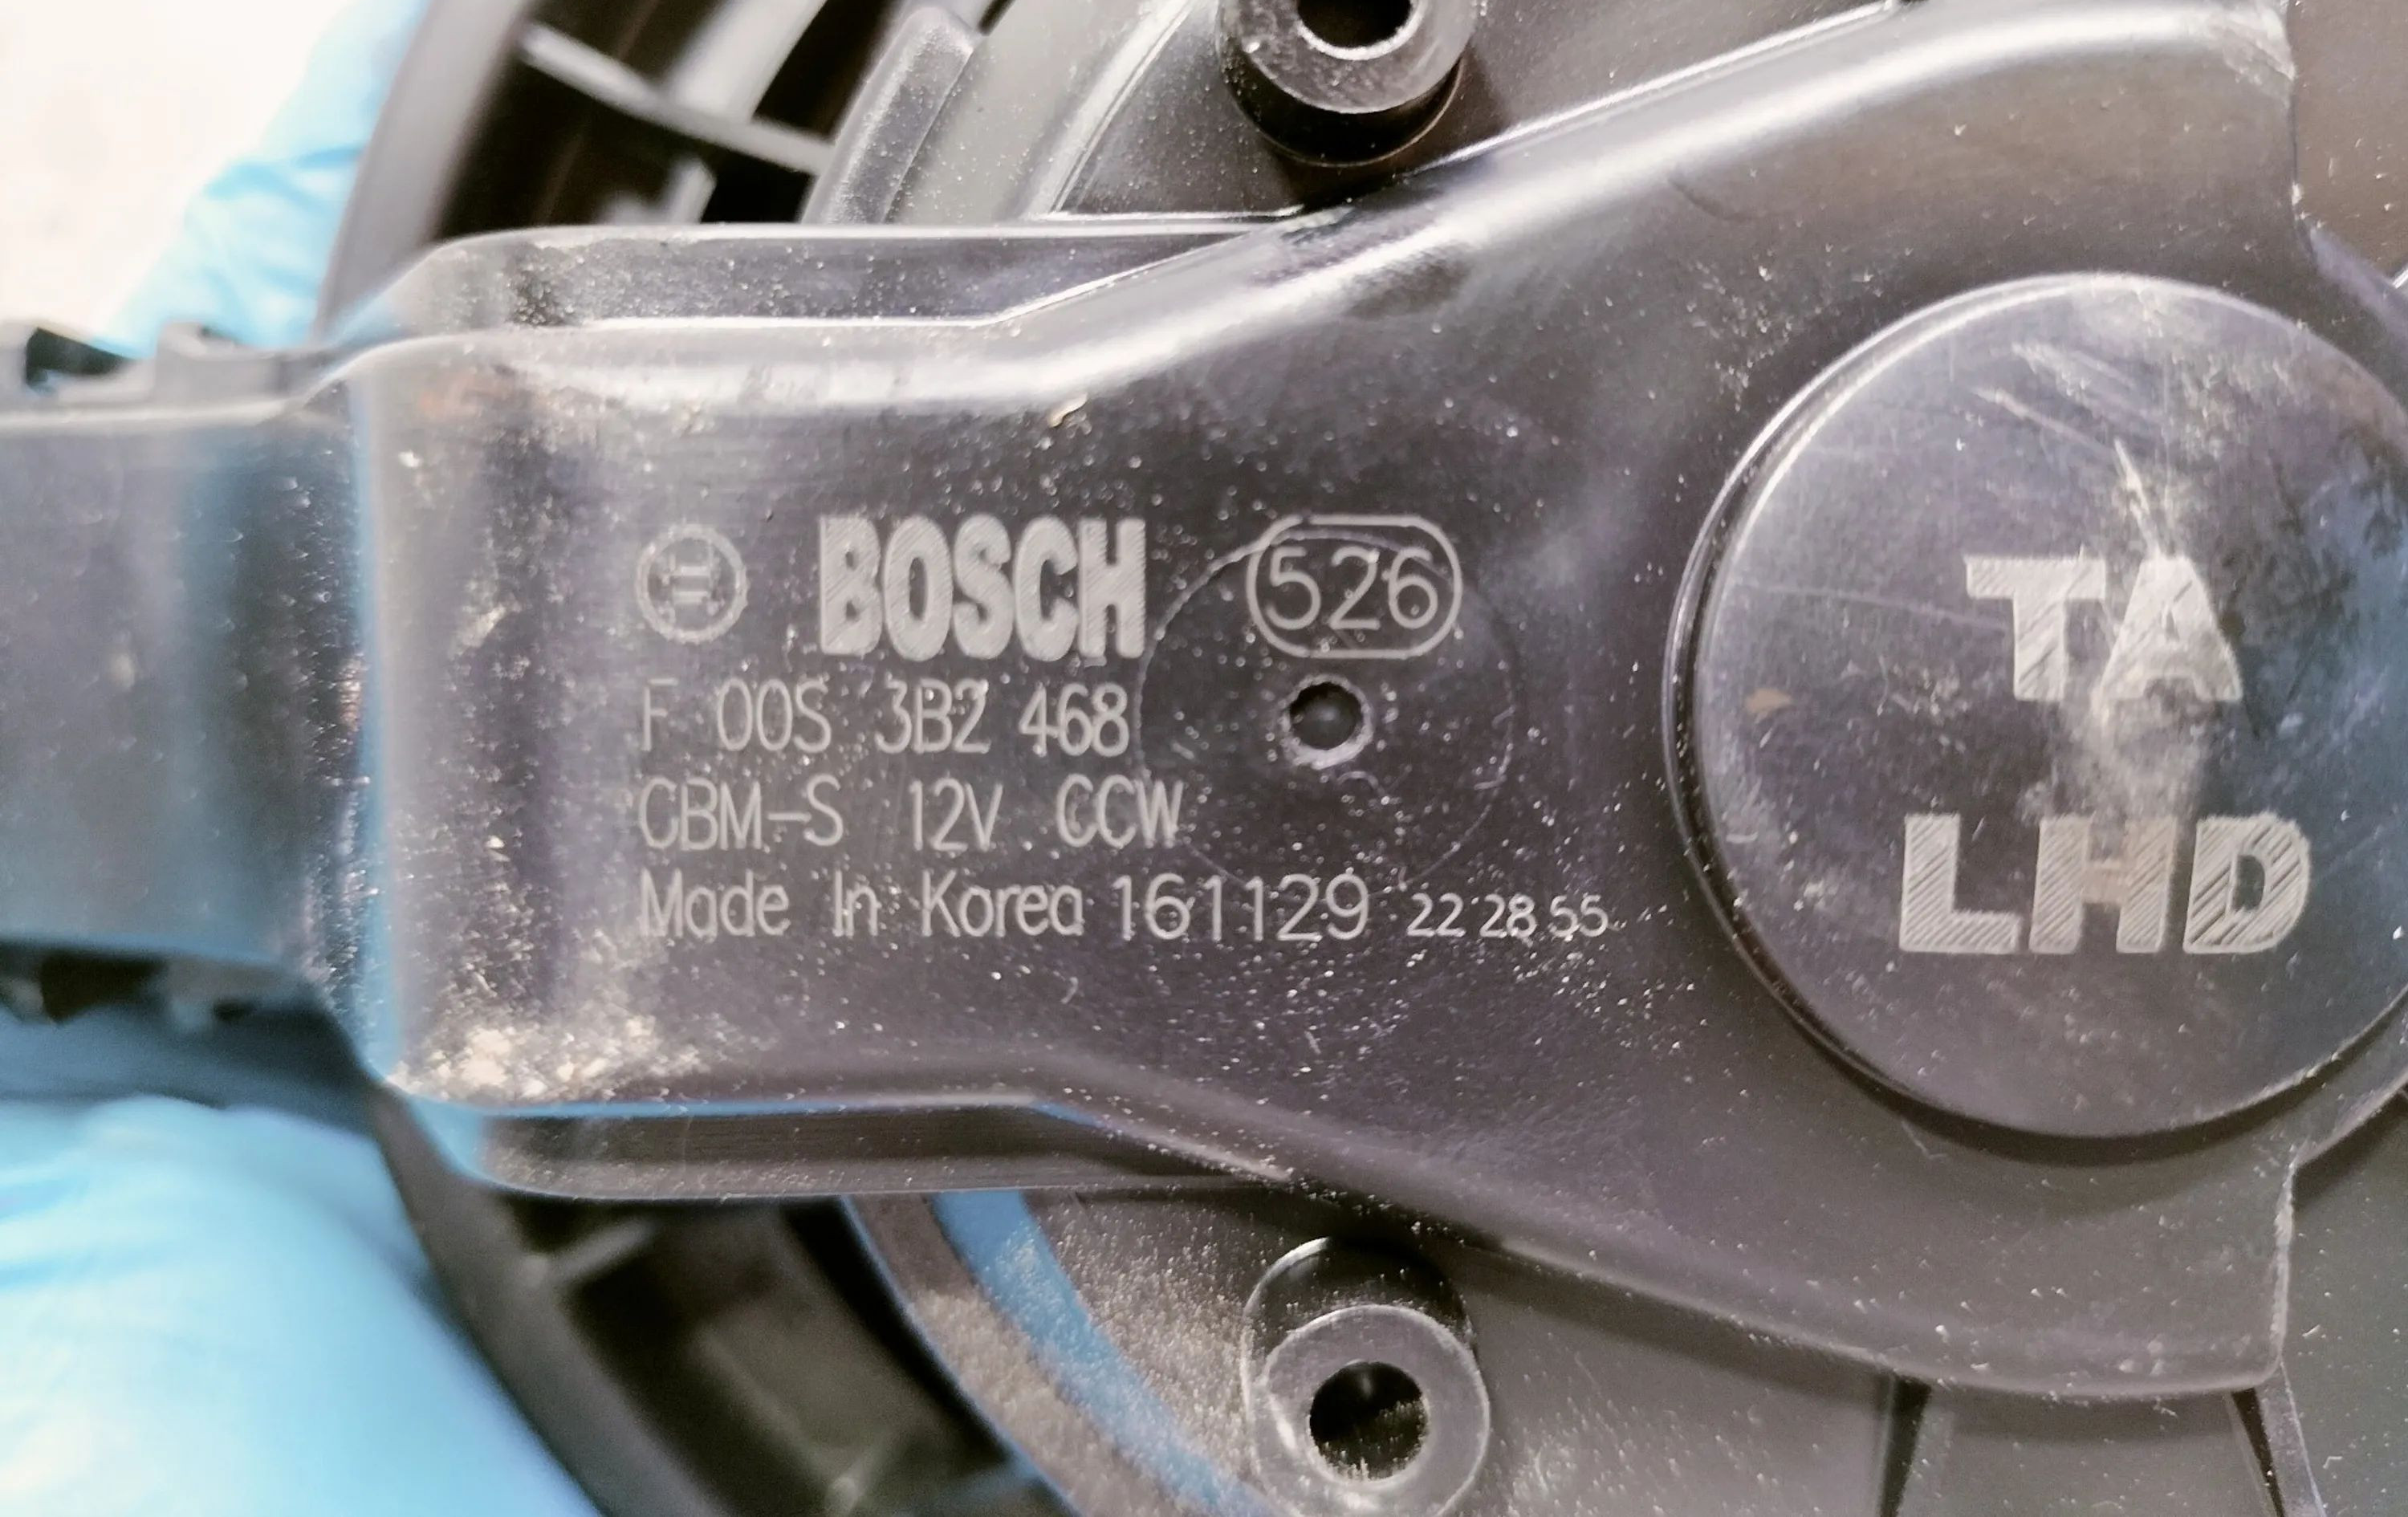 BOSCH 526
F 00S 3B2 468
CBM-S 12V CCW
Made In Korea 161129 22 28 55
TA
LHD